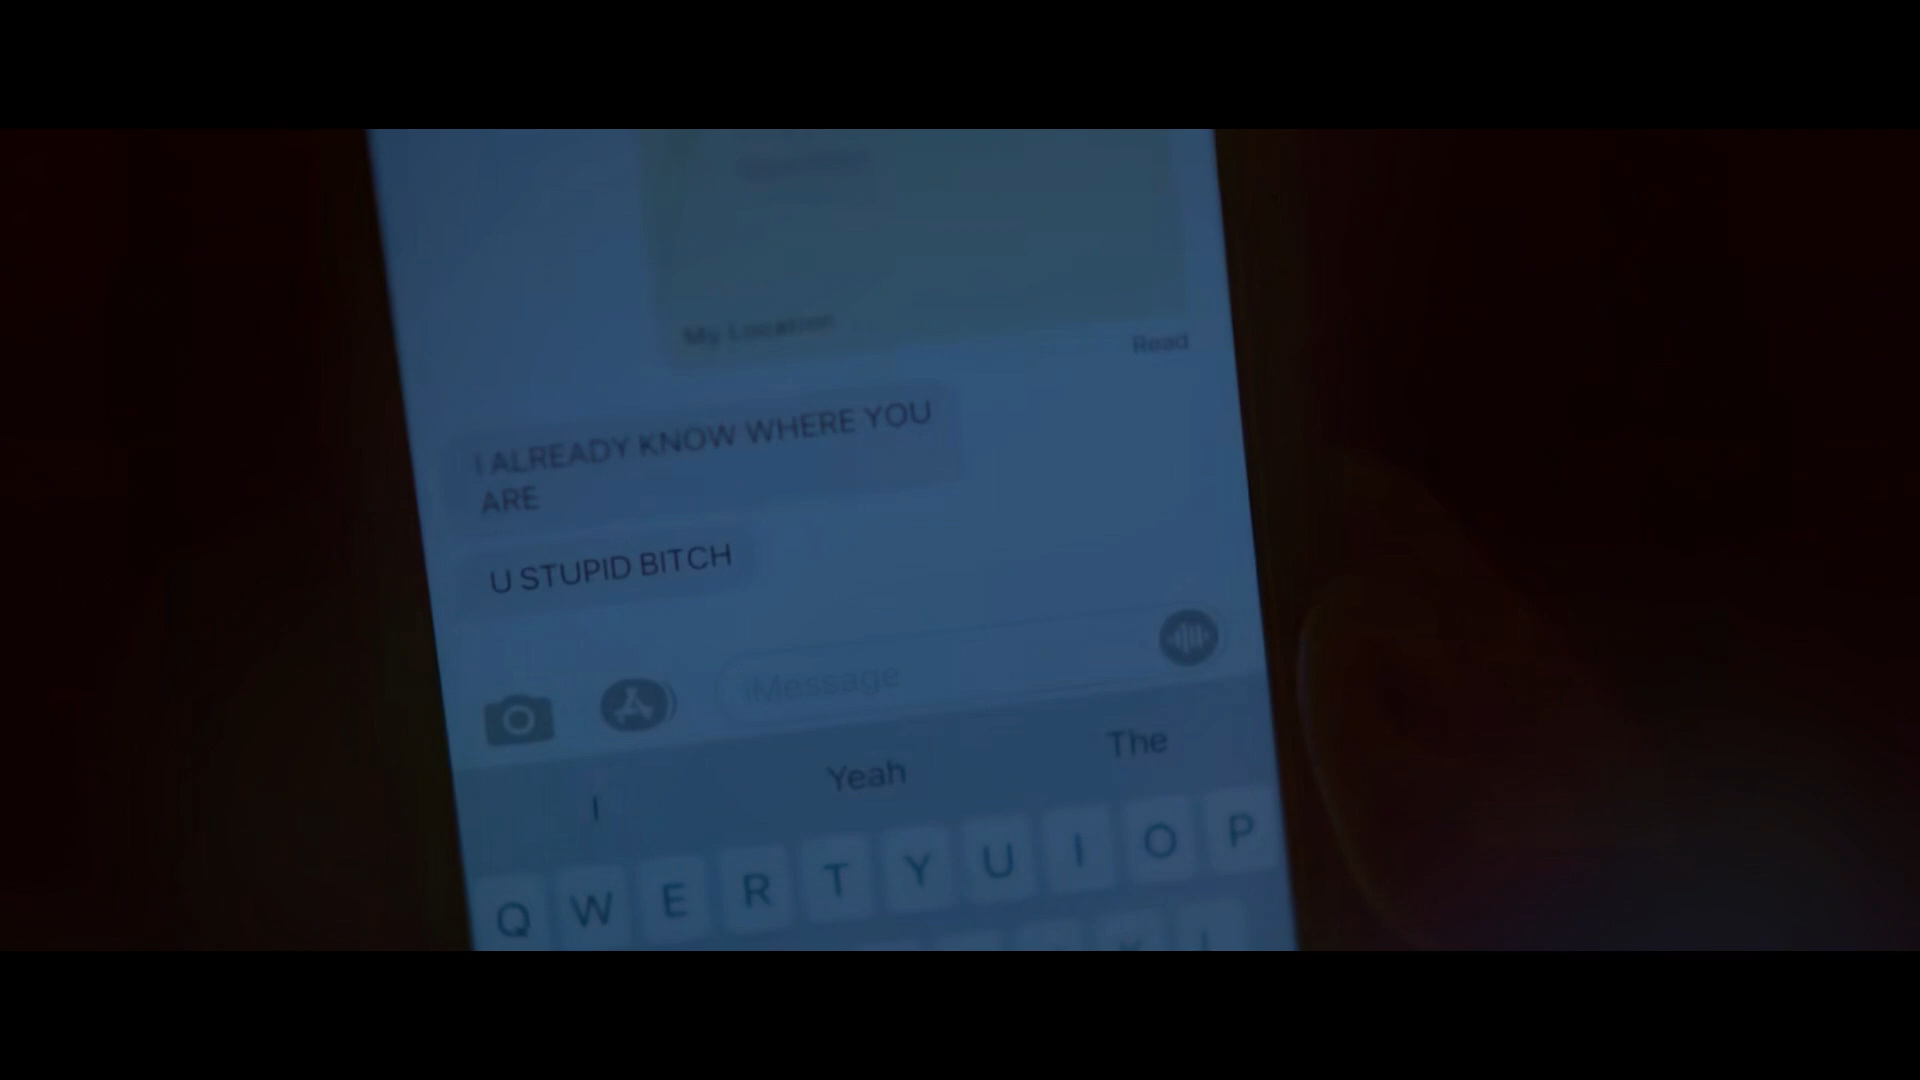 My Location
Read
I ALREADY KNOW WHERE YOU
ARE
U STUPID BITCH
iMessage
I
Yeah
The
Q W E R T Y U I O P
K L